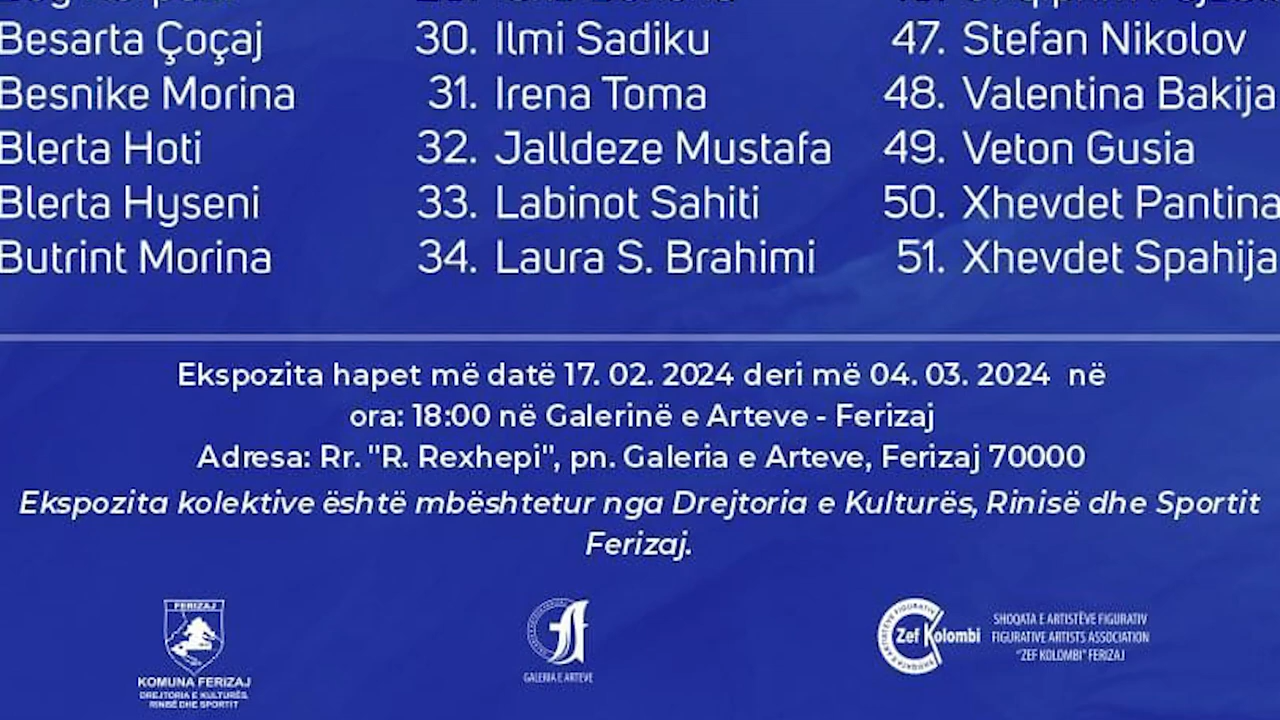 Besarta Çoçaj
Besnike Morina
Blerta Hoti
Blerta Hyseni
Butrint Morina
30. Ilmi Sadiku
31. Irena Toma
32. Jalldeze Mustafa
33. Labinot Sahiti
34. Laura S. Brahimi
47. Stefan Nikolov
48. Valentina Bakija
49. Veton Gusia
50. Xhevdet Pantina
51. Xhevdet Spahija
Ekspozita hapet më datë 17. 02. 2024 deri më 04. 03. 2024 në
ora: 18:00 në Galerinë e Arteve - Ferizaj
Adresa: Rr. "R. Rexhepi", pn. Galeria e Arteve, Ferizaj 70000
Ekspozita kolektive është mbështetur nga Drejtoria e Kulturës, Rinisë dhe Sportit
Ferizaj.
FERIZAJ
KOMUNA FERIZAJ
DREJTORIA E KULTURËS,
RINISË DHE SPORTIT
GALERIA E ARTEVE
Zef Kolombi
SHOQATA E ARTISTËVE FIGURATIV
FIGURATIVE ARTISTS ASSOCIATION
"ZEF KOLOMBI" FERIZAJ